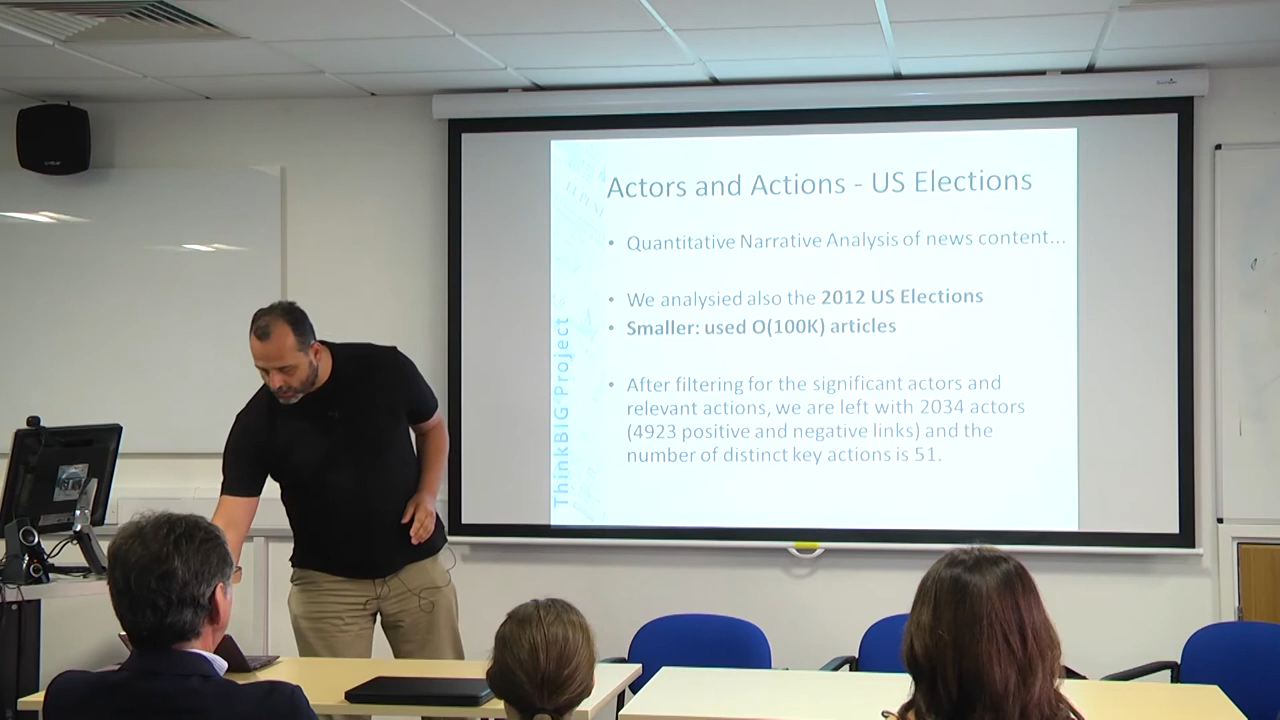 Actors and Actions - US Elections
• Quantitative Narrative Analysis of news content...
• We analysied also the 2012 US Elections
• Smaller: used O(100K) articles
• After filtering for the significant actors and
relevant actions, we are left with 2034 actors
(4923 positive and negative links) and the
number of distinct key actions is 51.
ThinkBIG Project